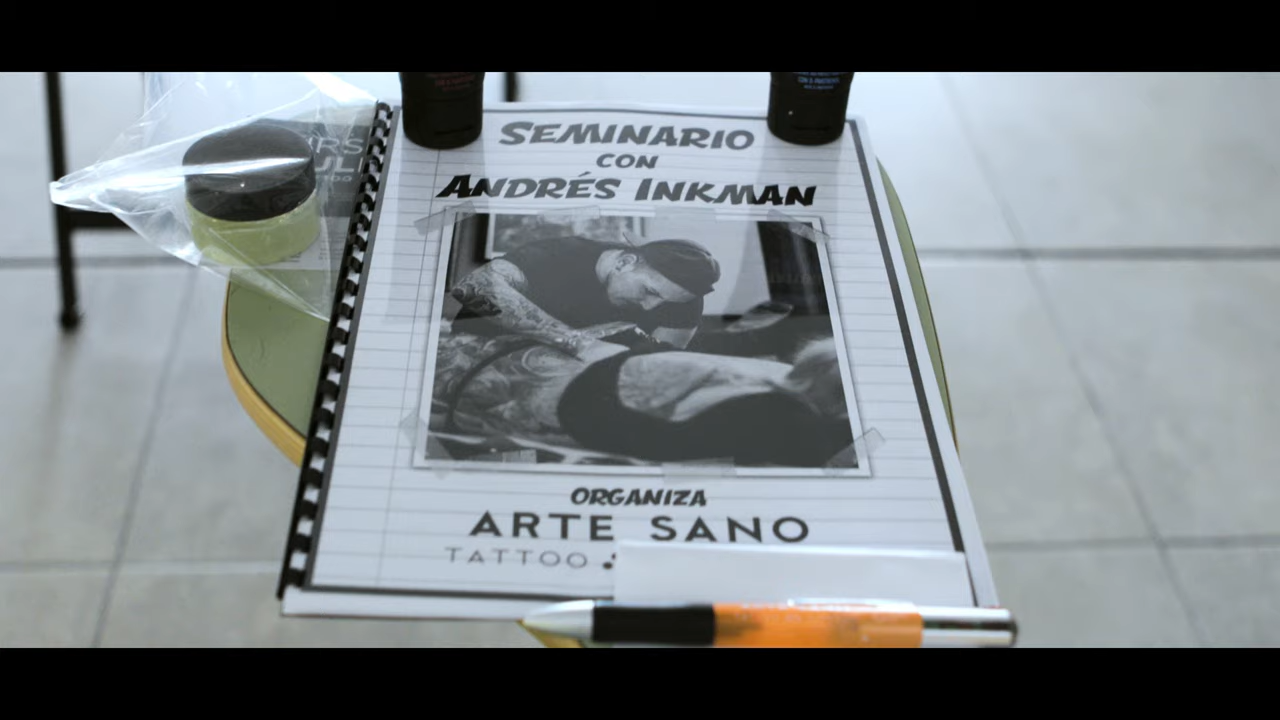 SEMINARIO
CON
ANDRÉS INKMAN
ORGANIZA
ARTE SANO
TATTOO